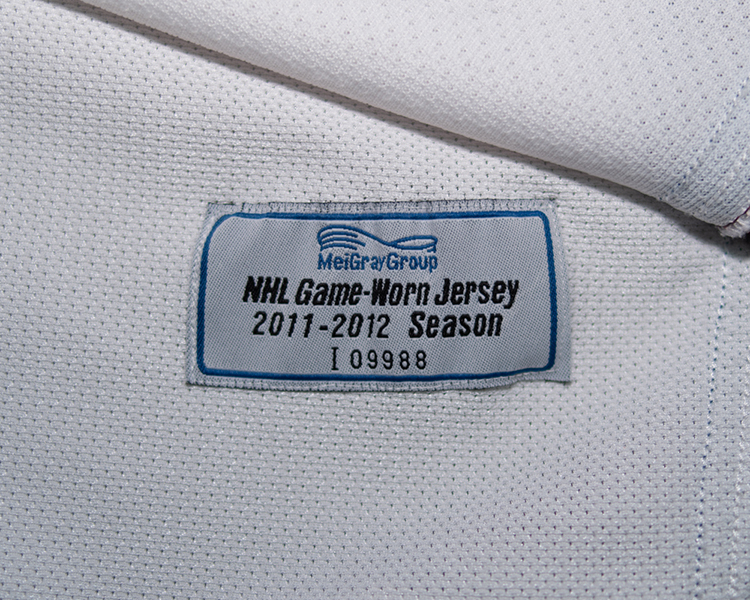 MeiGrayGroup
NHL Game-Worn Jersey
2011-2012 Season
I 09988